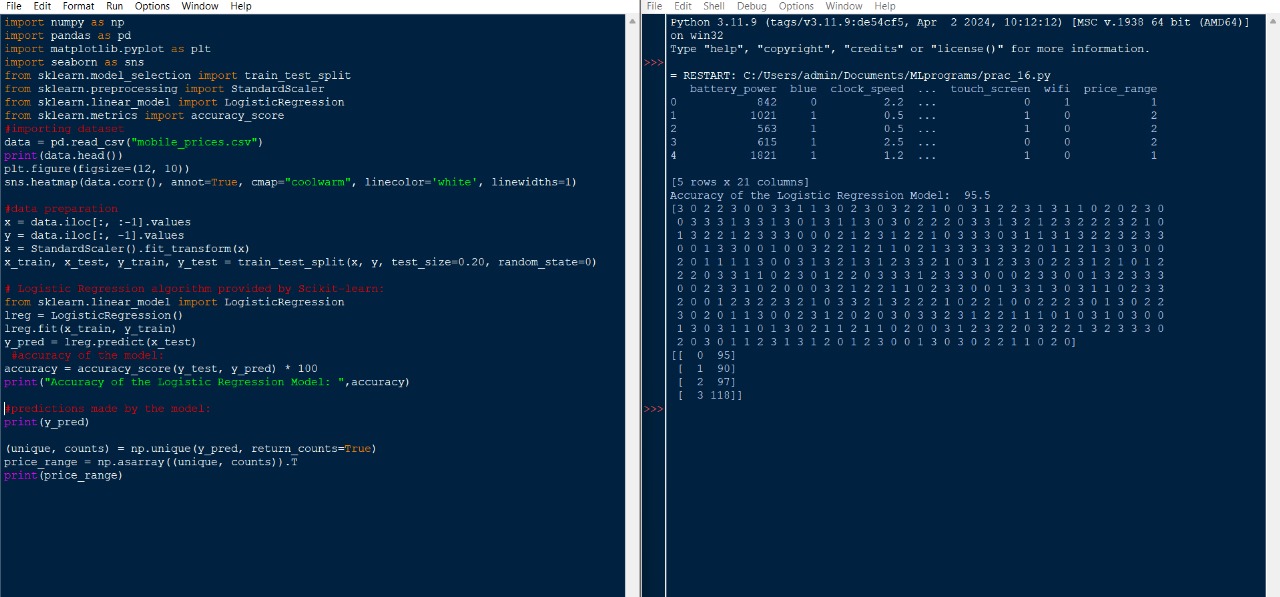 File Edit Format Run Options Window Help
import numpy as np
import pandas as pd
import matplotlib.pyplot as plt
import seaborn as sns
from sklearn.model_selection import train_test_split
from sklearn.preprocessing import StandardScaler
from sklearn.linear_model import LogisticRegression
from sklearn.metrics import accuracy_score
#importing dataset
data = pd.read_csv("mobile_prices.csv")
print(data.head())
plt.figure(figsize=(12, 10))
sns.heatmap(data.corr(), annot=True, cmap="coolwarm", linecolor='white', linewidths=1)
#data preparation
x = data.iloc[:, :-1].values
y = data.iloc[:, -1].values
x = StandardScaler().fit_transform(x)
x_train, x_test, y_train, y_test = train_test_split(x, y, test_size=0.20, random_state=0)
# Logistic Regression algorithm provided by Scikit-learn:
from sklearn.linear_model import LogisticRegression
lreg = LogisticRegression()
lreg.fit(x_train, y_train)
y_pred = lreg.predict(x_test)
#accuracy of the model:
accuracy = accuracy_score(y_test, y_pred) * 100
print("Accuracy of the Logistic Regression Model: ",accuracy)
#predictions made by the model:
print(y_pred)
(unique, counts) = np.unique(y_pred, return_counts=True)
price_range = np.asarray((unique, counts)).T
print(price_range)
File Edit Shell Debug Options Window Help
Python 3.11.9 (tags/v3.11.9:de54cf5, Apr 2 2024, 10:12:12) [MSC v.1938 64 bit (AMD64)]
on win32
Type "help", "copyright", "credits" or "license()" for more information.
>>>
= RESTART: C:/Users/admin/Documents/MLprograms/prac_16.py
battery_power blue clock_speed ... touch_screen wifi price_range
0 842 0 2.2 ... 0 1 1
1 1021 1 0.5 ... 1 0 2
2 563 1 0.5 ... 1 0 2
3 615 1 2.5 ... 0 0 2
4 1821 1 1.2 ... 1 0 1
[5 rows x 21 columns]
Accuracy of the Logistic Regression Model: 95.5
[3 0 2 2 3 0 0 3 3 1 1 3 0 2 3 0 3 2 2 1 0 0 3 1 2 2 3 1 3 1 1 0 2 0 2 3 0
0 3 3 3 1 3 3 1 3 0 1 3 1 1 3 0 3 0 2 2 2 0 3 3 1 3 2 1 2 3 2 2 2 3 2 1 0
1 3 2 2 1 2 3 3 3 0 0 0 2 1 2 3 1 2 2 1 0 3 3 3 0 3 1 1 3 1 3 2 2 3 2 3 3
0 0 1 3 3 0 0 1 0 0 3 2 2 1 2 1 1 0 2 1 3 3 3 3 3 3 2 0 1 1 2 1 3 0 3 0 0
2 0 1 1 1 1 3 0 0 3 1 3 2 1 3 1 2 3 3 2 1 0 3 1 2 3 3 0 2 2 3 0 2 1 0 1 2
2 2 0 3 3 1 1 0 2 3 0 1 2 2 0 3 3 3 1 2 3 3 3 0 0 0 2 3 3 0 0 1 3 2 3 3 3
0 0 2 3 3 1 0 2 0 0 3 2 1 2 2 1 1 0 2 3 3 0 0 1 3 3 1 3 0 3 1 1 0 2 1 3 3
2 0 0 1 2 3 2 2 3 2 1 0 3 3 2 1 3 2 2 2 1 0 2 2 1 0 0 2 2 2 3 0 1 3 0 2 2
3 0 2 0 1 1 3 0 0 1 3 2 0 2 0 3 3 2 3 1 2 2 1 1 1 0 1 0 3 1 0 3 0 0
1 3 0 3 1 1 0 1 3 0 2 1 1 2 1 1 0 2 0 0 3 1 2 3 2 2 0 3 2 2 1 3 2 3 3 3 0
2 0 3 0 1 1 2 3 1 3 1 2 0 1 2 3 0 0 1 3 0 3 0 2 2 1 1 0 2 0]
[[ 0 95]
[ 1 90]
[ 2 97]
[ 3 118]]
>>>